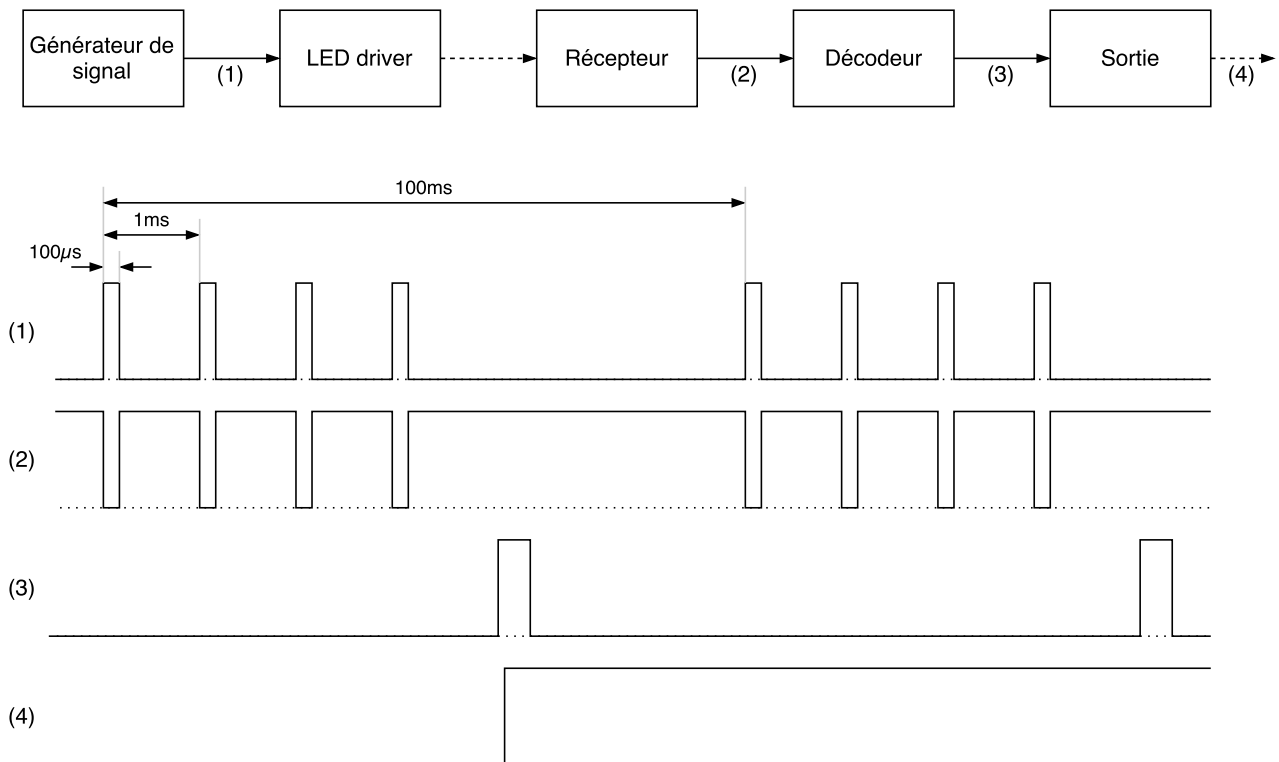 Générateur de
signal
LED driver
Récepteur
Décodeur
Sortie
(1)
(2)
(3)
(4)
100ms
1ms
100µs
(1)
(2)
(3)
(4)